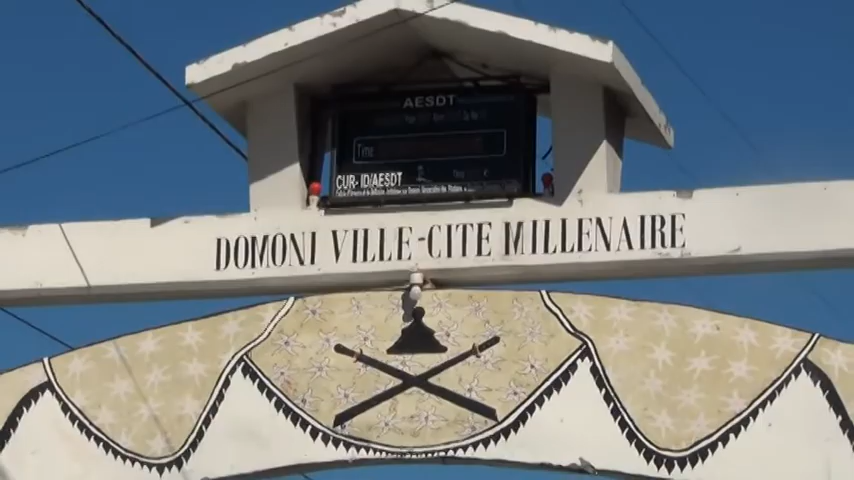 AESDT
Time
CUR-ID/AESDT
DOMONI VILLE-CITE MILLENAIRE